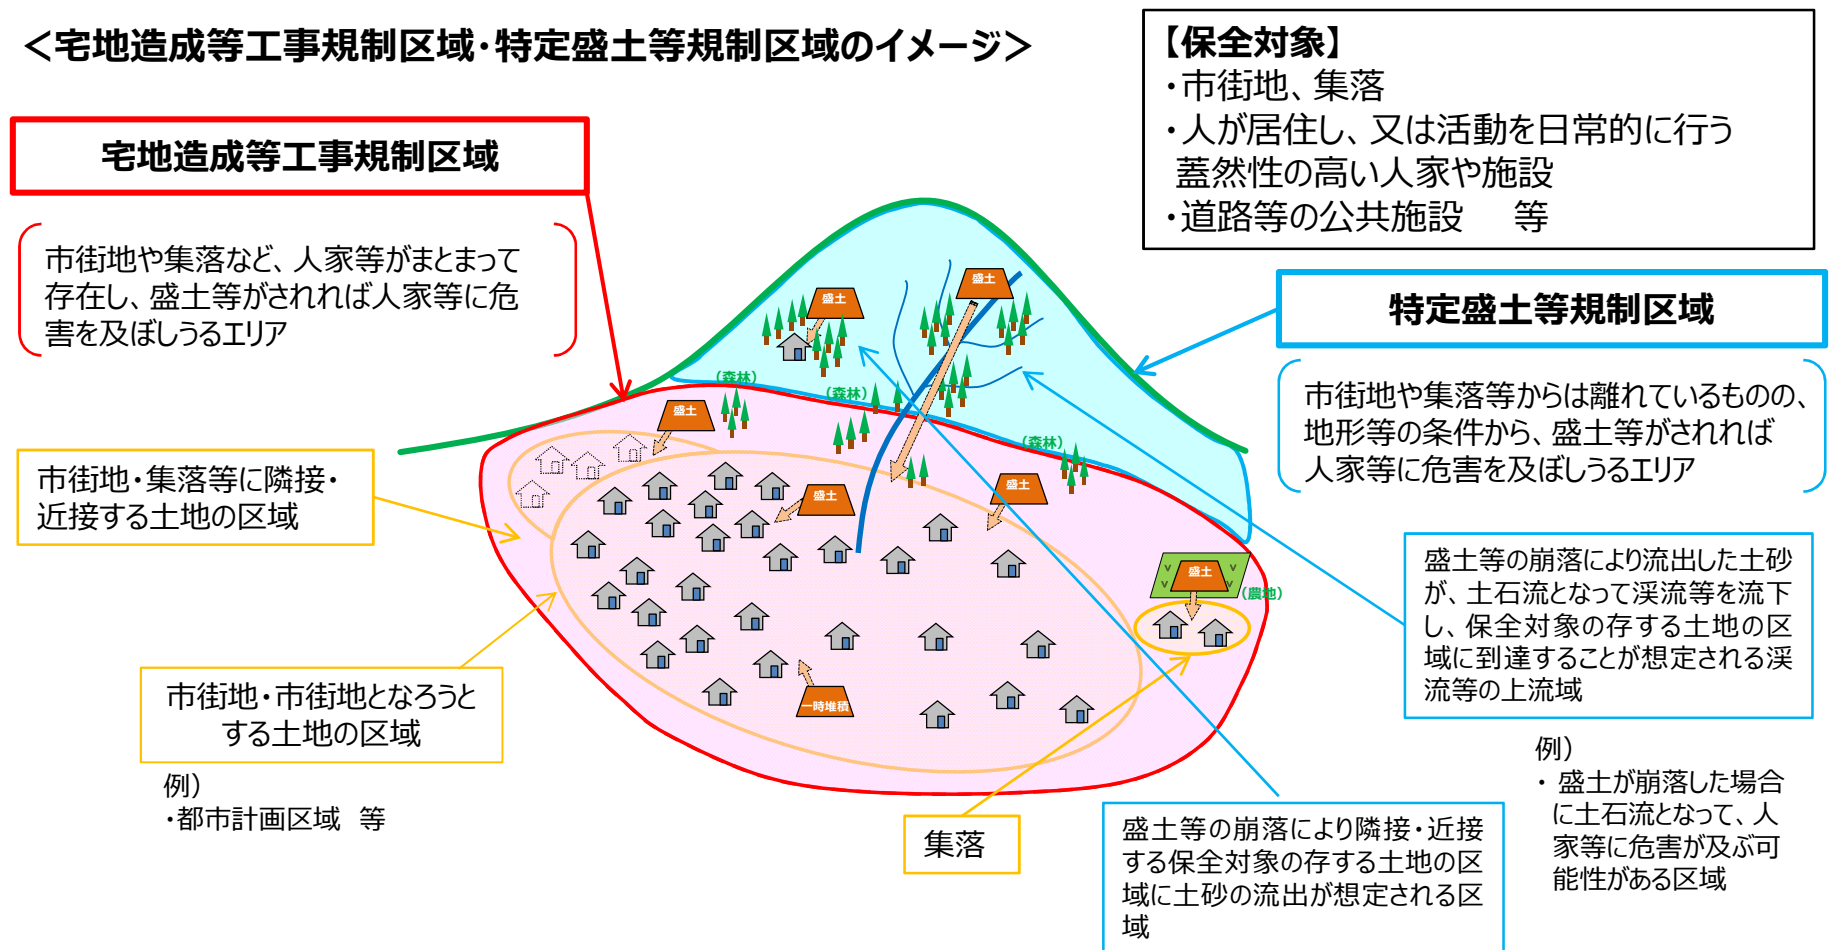 ＜宅地造成等工事規制区域・特定盛土等規制区域のイメージ＞
【保全対象】
・市街地、集落
・人が居住し、又は活動を日常的に行う
蓋然性の高い人家や施設
・道路等の公共施設　等
宅地造成等工事規制区域
市街地や集落など、人家等がまとまって
存在し、盛土等がされれば人家等に危
害を及ぼしうるエリア
特定盛土等規制区域
市街地や集落等からは離れているものの、
地形等の条件から、盛土等がされれば
人家等に危害を及ぼしうるエリア
盛土
盛土
（森林）
（森林）
盛土
（森林）
盛土
盛土
盛土
（農地）
一時堆積
市街地・集落等に隣接・
近接する土地の区域
市街地・市街地となろうと
する土地の区域
例）
・都市計画区域　等
集落
盛土等の崩落により隣接・近接
する保全対象の存する土地の区
域に土砂の流出が想定される区
域
盛土等の崩落により流出した土砂
が、土石流となって渓流等を流下
し、保全対象の存する土地の区
域に到達することが想定される渓
流等の上流域
例）
・ 盛土が崩落した場合
に土石流となって、人
家等に危害が及ぶ可
能性がある区域